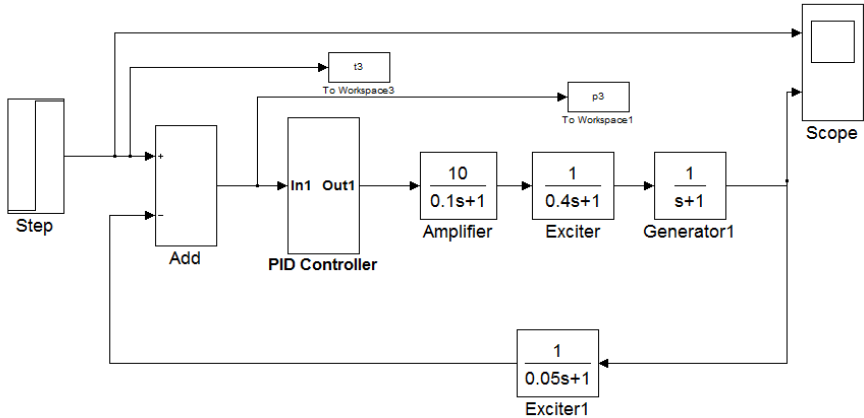 t3
To Workspace3
p3
To Workspace1
Scope
Step
+
−
Add
In1 Out1
PID Controller
10
0.1s+1
Amplifier
1
0.4s+1
Exciter
1
s+1
Generator1
1
0.05s+1
Exciter1